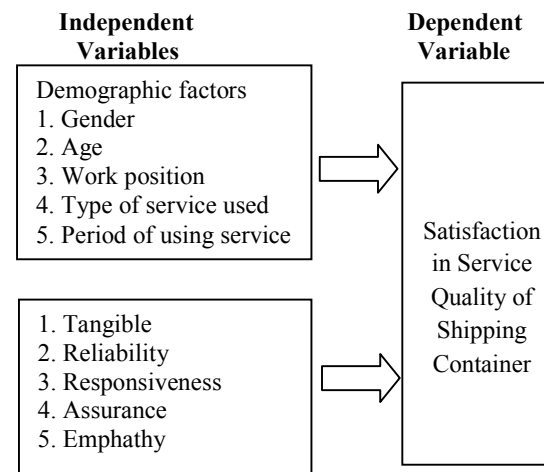 Independent
Variables
Demographic factors
1. Gender
2. Age
3. Work position
4. Type of service used
5. Period of using service
1. Tangible
2. Reliability
3. Responsiveness
4. Assurance
5. Emphathy
Dependent
Variable
Satisfaction
in Service
Quality of
Shipping
Container